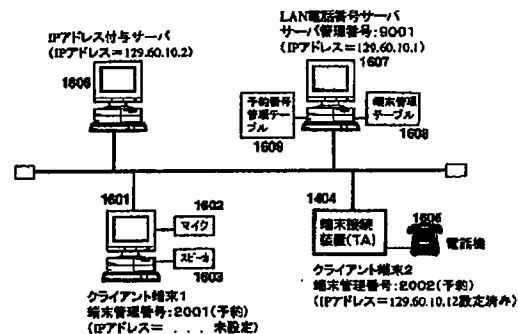 IPアドレス付与サーバ
(IPアドレス＝129.60.10.2)
1606
LAN電話番号サーバ
サーバ管理番号:9001
(IPアドレス＝129.60.10.1)
1607
予約番号
管理テー
ブル
1609
端末管理
テーブル
1608
1601
1602
マイク
スピーカ
1603
クライアント端末1
端末管理番号:2001(予約)
(IPアドレス＝ . . . 未設定)
1404
端末接続
装置(TA)
1605
電話機
クライアント端末2
端末管理番号:2002(予約)
(IPアドレス＝129.60.10.12設定済み)